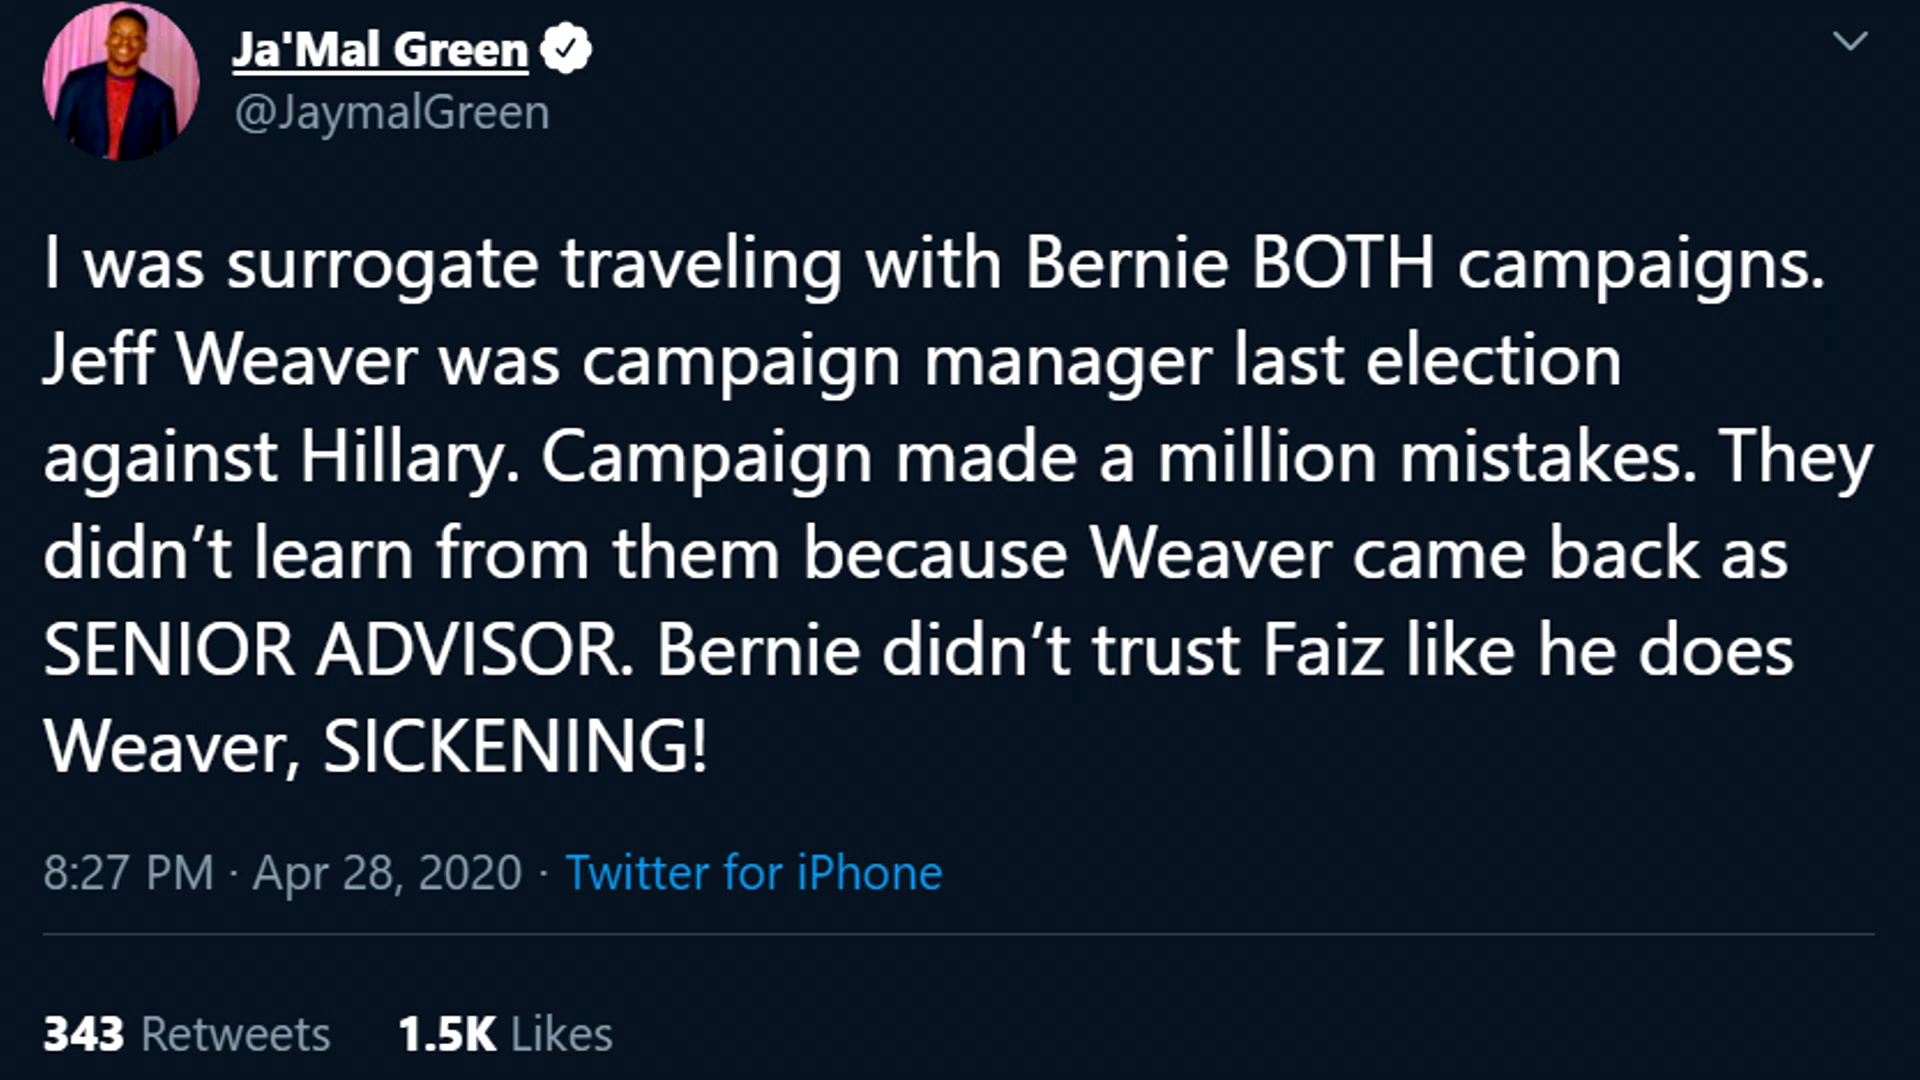 Ja'Mal Green
@JaymalGreen
I was surrogate traveling with Bernie BOTH campaigns.
Jeff Weaver was campaign manager last election
against Hillary. Campaign made a million mistakes. They
didn’t learn from them because Weaver came back as
SENIOR ADVISOR. Bernie didn’t trust Faiz like he does
Weaver, SICKENING!
8:27 PM · Apr 28, 2020 · Twitter for iPhone
343 Retweets 1.5K Likes